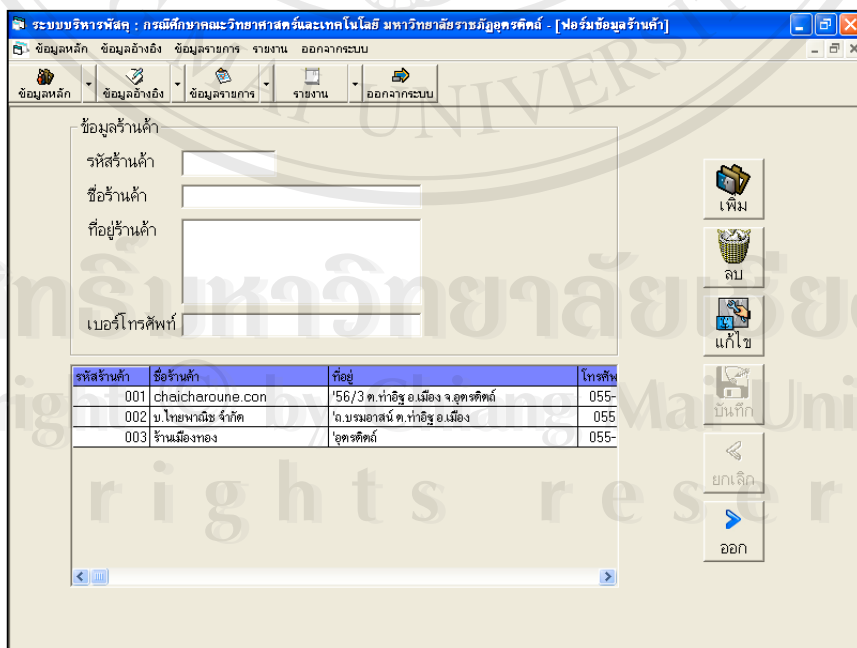 ระบบบริหารพัสดุ : กรณีศึกษาคณะวิทยาศาสตร์และเทคโนโลยี มหาวิทยาลัยราชภัฏอุตรดิตถ์ - [ฟอร์มข้อมูลร้านค้า]
ข้อมูลหลัก ข้อมูลอ้างอิง ข้อมูลรายการ รายงาน ออกจากระบบ
ข้อมูลหลัก ข้อมูลอ้างอิง ข้อมูลรายการ รายงาน ออกจากระบบ
ข้อมูลร้านค้า
รหัสร้านค้า
ชื่อร้านค้า
ที่อยู่ร้านค้า
เบอร์โทรศัพท์
รหัสร้านค้า ชื่อร้านค้า ที่อยู่ โทรศัพ
001 chaicharoune.con '56/3 ต.ท่าอิฐ อ.เมือง จ.อุตรดิตถ์ 055-
002 บ.ไทยพาณิช จำกัด 'ถ.บรมอาสน์ ต.ท่าอิฐ อ.เมือง 055
003 ร้านเมืองทอง 'อุตรดิตถ์ 055-
เพิ่ม
ลบ
แก้ไข
บันทึก
ยกเลิก
ออก
MAI UNIVERSI
by Chiang Mai Uni
rights reser